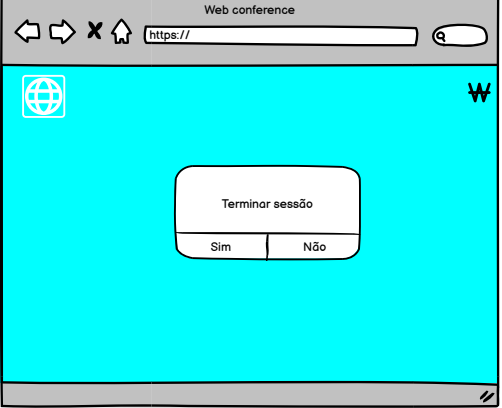 Web conference
https://
₩
Terminar sessão
Sim
Não